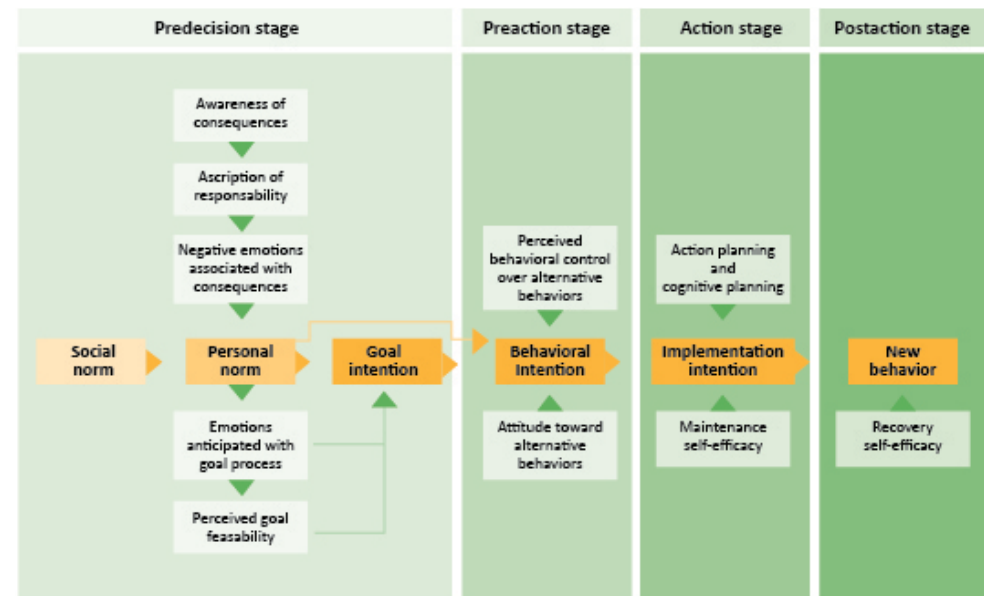 Predecision stage
Preaction stage
Action stage
Postaction stage
Awareness of
consequences
Ascription of
responsability
Negative emotions
associated with
consequences
Perceived
behavioral control
over alternative
behaviors
Action planning
and
cognitive planning
Social
norm
Personal
norm
Goal
intention
Behavioral
Intention
Implementation
intention
New
behavior
Emotions
anticipated with
goal process
Attitude toward
alternative
behaviors
Maintenance
self-efficacy
Recovery
self-efficacy
Perceived goal
feasability